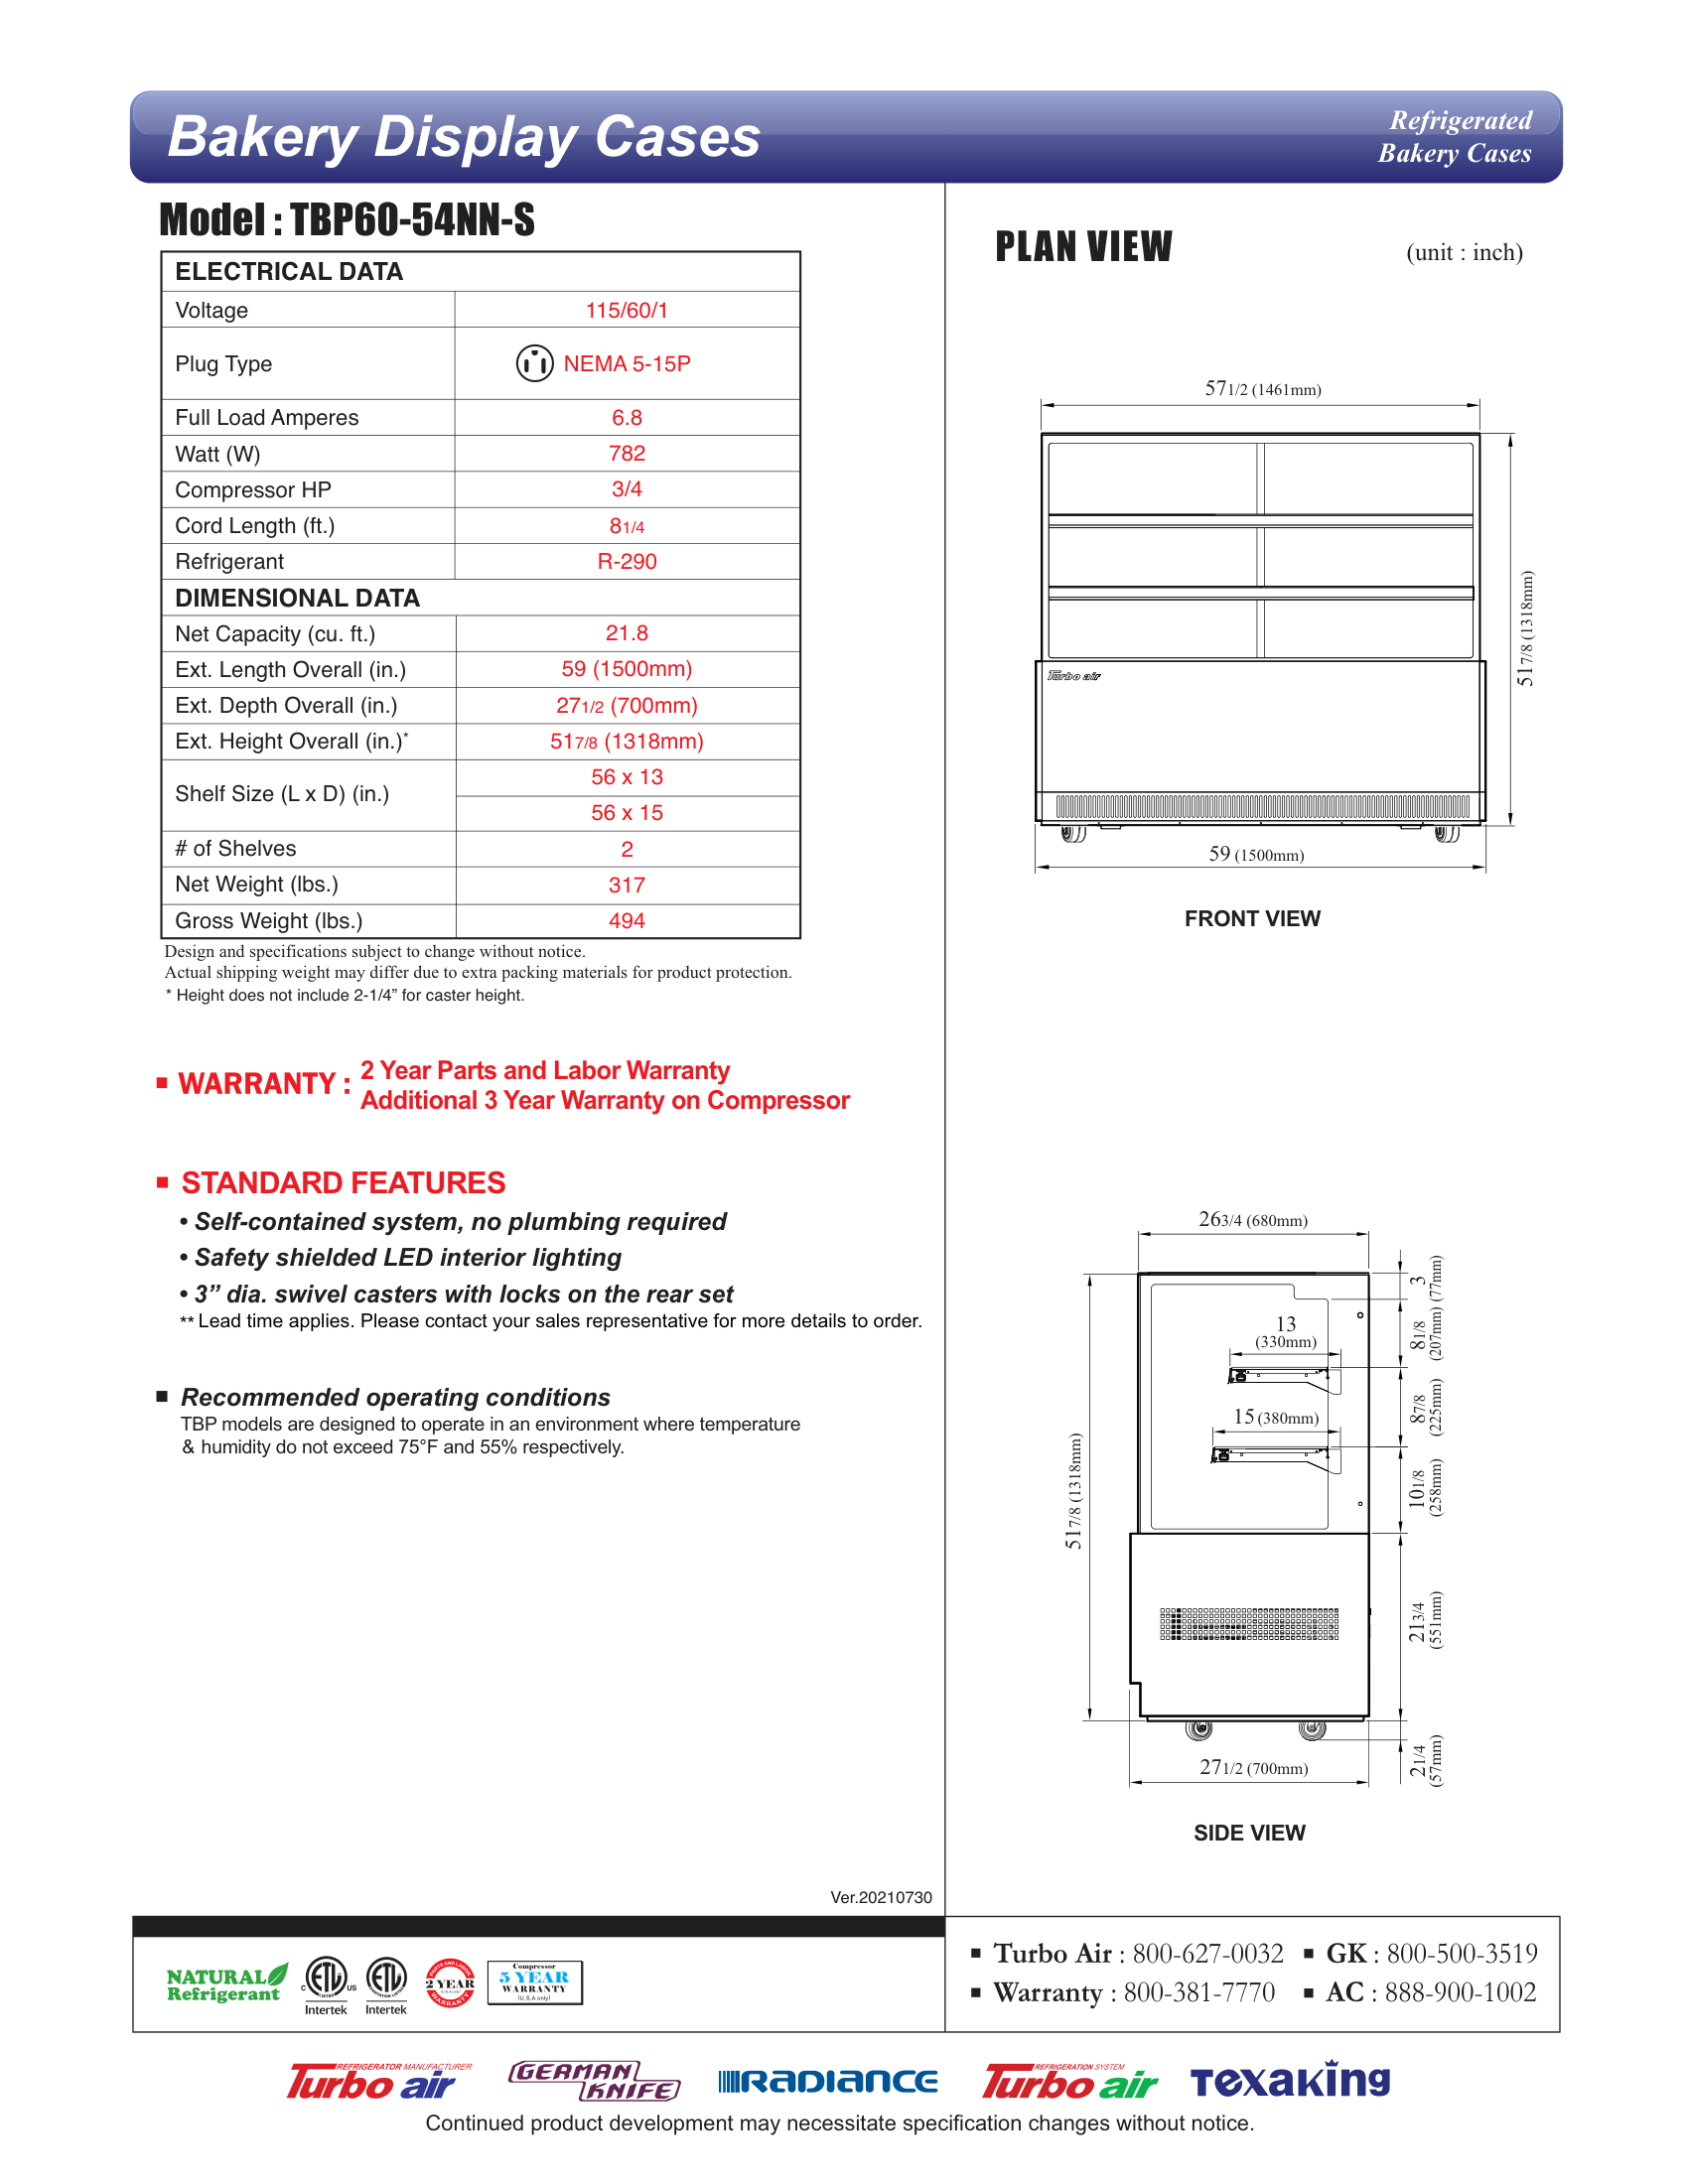 Bakery Display Cases
Refrigerated
Bakery Cases
Model : TBP60-54NN-S
ELECTRICAL DATA
Voltage 115/60/1
Plug Type NEMA 5-15P
Full Load Amperes 6.8
Watt (W) 782
Compressor HP 3/4
Cord Length (ft.) 8 1/4
Refrigerant R-290
DIMENSIONAL DATA
Net Capacity (cu. ft.) 21.8
Ext. Length Overall (in.) 59 (1500mm)
Ext. Depth Overall (in.) 27 1/2 (700mm)
Ext. Height Overall (in.)* 51 7/8 (1318mm)
Shelf Size (L x D) (in.) 56 x 13
56 x 15
# of Shelves 2
Net Weight (lbs.) 317
Gross Weight (lbs.) 494
Design and specifications subject to change without notice.
Actual shipping weight may differ due to extra packing materials for product protection.
* Height does not include 2-1/4” for caster height.
■ WARRANTY : 2 Year Parts and Labor Warranty
Additional 3 Year Warranty on Compressor
■ STANDARD FEATURES
• Self-contained system, no plumbing required
• Safety shielded LED interior lighting
• 3” dia. swivel casters with locks on the rear set
** Lead time applies. Please contact your sales representative for more details to order.
■ Recommended operating conditions
TBP models are designed to operate in an environment where temperature
& humidity do not exceed 75°F and 55% respectively.
Ver.20210730
PLAN VIEW
(unit : inch)
57 1/2 (1461mm)
51 7/8 (1318mm)
Turbo air
59 (1500mm)
FRONT VIEW
26 3/4 (680mm)
3 (77mm)
8 1/8 (207mm)
13
(330mm)
8 7/8
(225mm)
15 (380mm)
10 1/8
(258mm)
51 7/8 (1318mm)
21 3/4
(551mm)
2 1/4
(57mm)
27 1/2 (700mm)
SIDE VIEW
NATURAL
Refrigerant
C ETL US
Intertek
ETL
Intertek
PARTS AND LABOR
2 YEAR
WARRANTY
Compressor
5 YEAR
WARRANTY
(U.S.A only)
■ Turbo Air : 800-627-0032 ■ GK : 800-500-3519
■ Warranty : 800-381-7770 ■ AC : 888-900-1002
REFRIGERATOR MANUFACTURER
Turbo air
GERMAN
KNIFE
RADIANCE
REFRIGERATION SYSTEM
Turbo air
TEXAKING
Continued product development may necessitate specification changes without notice.